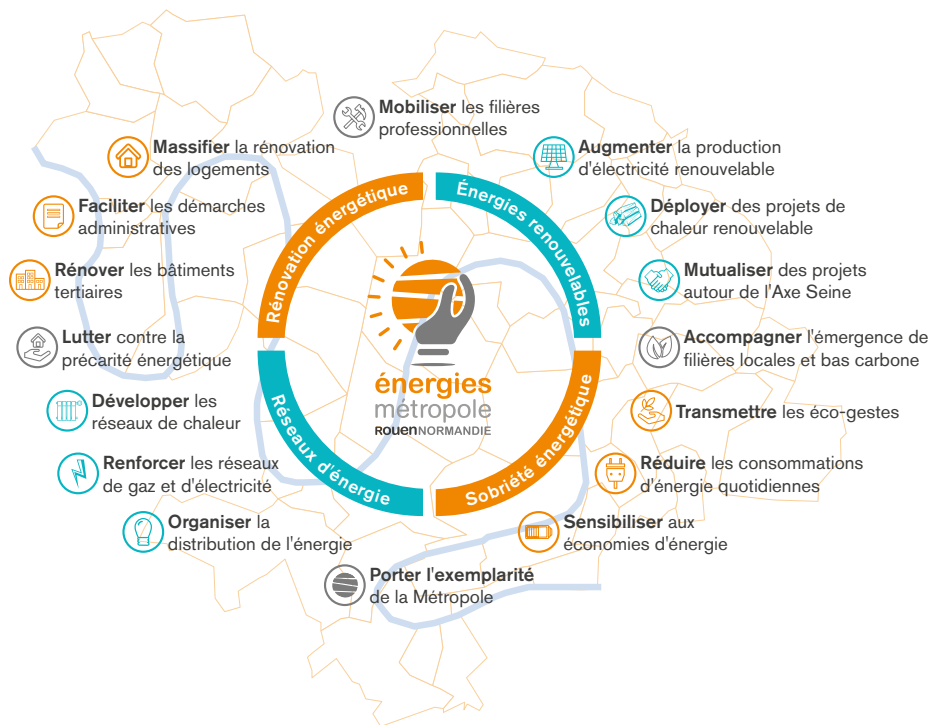 Mobiliser les filières
professionnelles
Massifier la rénovation
des logements
Faciliter les démarches
administratives
Rénover les bâtiments
tertiaires
Lutter contre la
précarité énergétique
Développer les
réseaux de chaleur
Renforcer les réseaux
de gaz et d'électricité
Organiser la
distribution de l'énergie
Porter l'exemplarité
de la Métropole
Augmenter la production
d'électricité renouvelable
Déployer des projets de
chaleur renouvelable
Mutualiser des projets
autour de l'Axe Seine
Accompagner l'émergence de
filières locales et bas carbone
Transmettre les éco-gestes
Réduire les consommations
d'énergie quotidiennes
Sensibiliser aux
économies d'énergie
Rénovation énergétique
Énergies renouvelables
Réseaux d'énergie
Sobriété énergétique
énergies
métropole
ROUENNORMANDIE